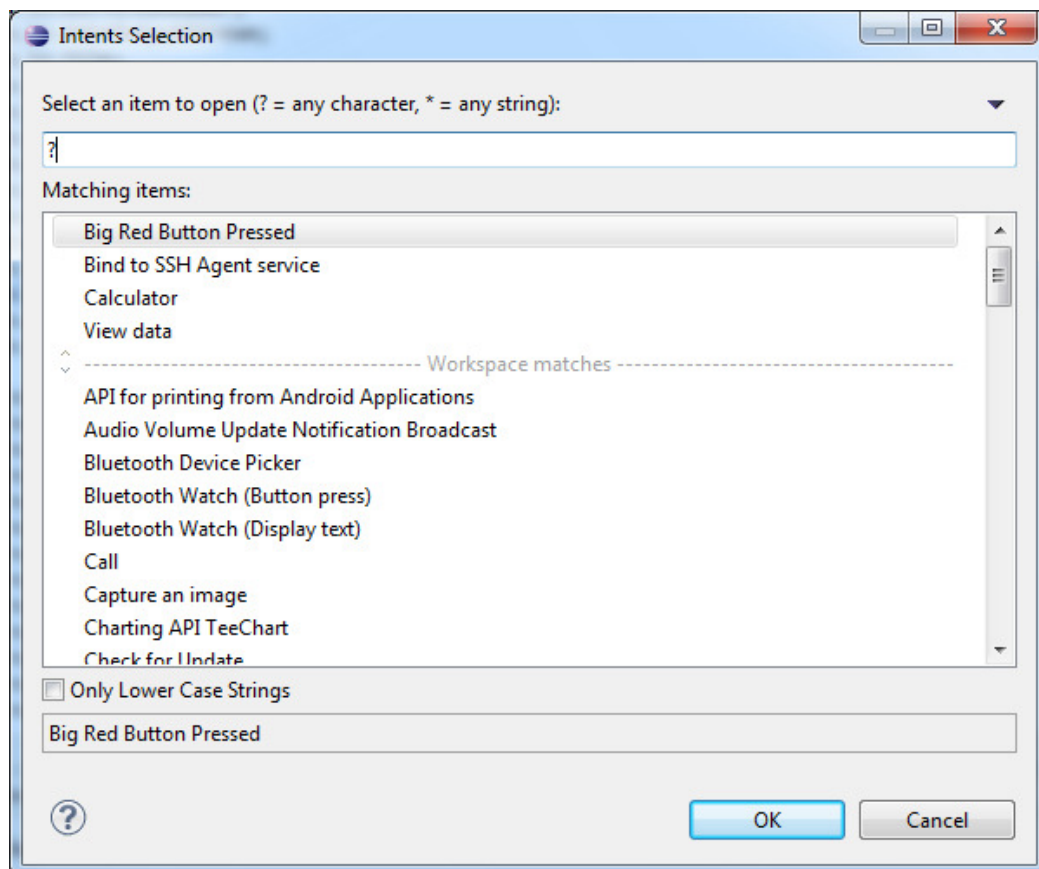 Intents Selection
Select an item to open (? = any character, * = any string):
?
Matching items:
Big Red Button Pressed
Bind to SSH Agent service
Calculator
View data
Workspace matches
API for printing from Android Applications
Audio Volume Update Notification Broadcast
Bluetooth Device Picker
Bluetooth Watch (Button press)
Bluetooth Watch (Display text)
Call
Capture an image
Charting API TeeChart
Check for Update
Only Lower Case Strings
Big Red Button Pressed
?
OK Cancel